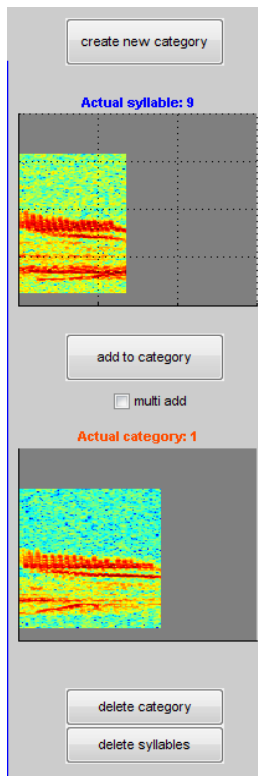 create new category
Actual syllable: 9
add to category
multi add
Actual category: 1
delete category
delete syllables